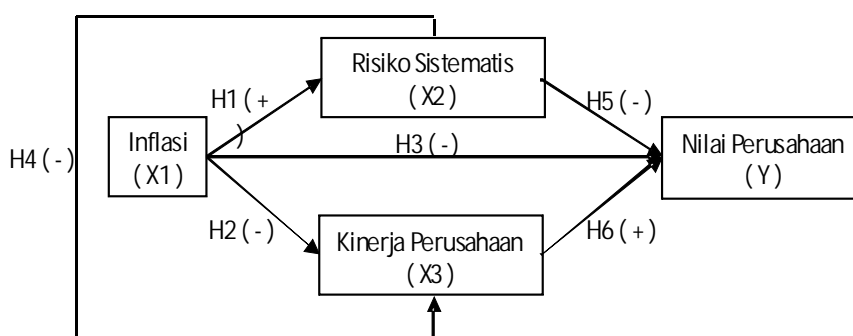 Risiko Sistematis
( X2 )
H1 ( +
)
H5 ( - )
Inflasi
( X1 )
H3 ( - )
Nilai Perusahaan
( Y )
H4 ( - )
H2 ( - )
Kinerja Perusahaan
( X3 )
H6 ( + )